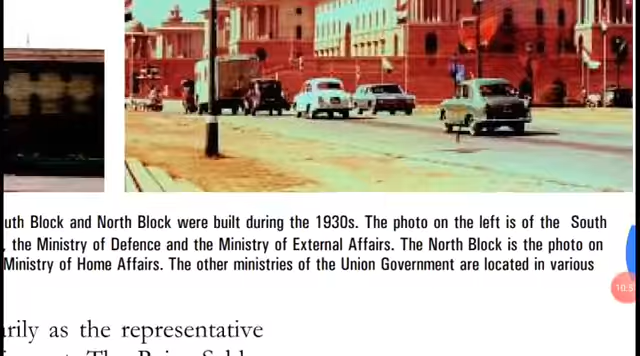 uth Block and North Block were built during the 1930s. The photo on the left is of the South
, the Ministry of Defence and the Ministry of External Affairs. The North Block is the photo on
Ministry of Home Affairs. The other ministries of the Union Government are located in various
arily as the representative